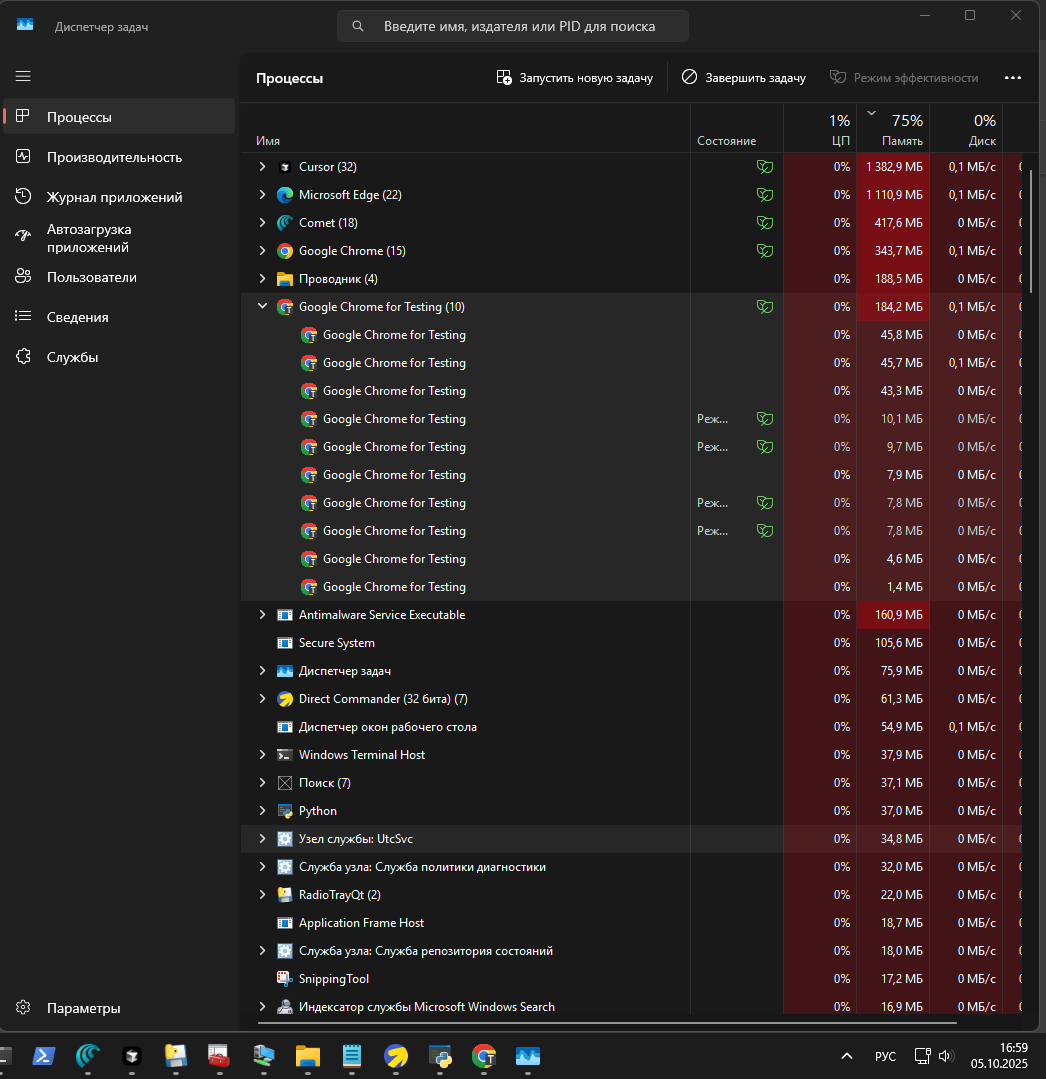 Диспетчер задач
Введите имя, издателя или PID для поиска
Процессы
Производительность
Журнал приложений
Автозагрузка
приложений
Пользователи
Сведения
Службы
Параметры
Процессы Запустить новую задачу Завершить задачу Режим эффективности
1% 75% 0%
Имя Состояние ЦП Память Диск
Cursor (32) 0% 1 382,9 МБ 0,1 МБ/с
Microsoft Edge (22) 0% 1 110,9 МБ 0,1 МБ/с
Comet (18) 0% 417,6 МБ 0 МБ/с
Google Chrome (15) 0% 343,7 МБ 0,1 МБ/с
Проводник (4) 0% 188,5 МБ 0 МБ/с
Google Chrome for Testing (10) 0% 184,2 МБ 0,1 МБ/с
Google Chrome for Testing 0% 45,8 МБ 0 МБ/с
Google Chrome for Testing 0% 45,7 МБ 0,1 МБ/с
Google Chrome for Testing 0% 43,3 МБ 0 МБ/с
Google Chrome for Testing Реж... 0% 10,1 МБ 0 МБ/с
Google Chrome for Testing Реж... 0% 9,7 МБ 0 МБ/с
Google Chrome for Testing 0% 7,9 МБ 0 МБ/с
Google Chrome for Testing Реж... 0% 7,8 МБ 0 МБ/с
Google Chrome for Testing Реж... 0% 7,8 МБ 0 МБ/с
Google Chrome for Testing 0% 4,6 МБ 0 МБ/с
Google Chrome for Testing 0% 1,4 МБ 0 МБ/с
Antimalware Service Executable 0% 160,9 МБ 0 МБ/с
Secure System 0% 105,6 МБ 0 МБ/с
Диспетчер задач 0% 75,9 МБ 0 МБ/с
Direct Commander (32 бита) (7) 0% 61,3 МБ 0 МБ/с
Диспетчер окон рабочего стола 0% 54,9 МБ 0,1 МБ/с
Windows Terminal Host 0% 37,9 МБ 0 МБ/с
Поиск (7) 0% 37,1 МБ 0 МБ/с
Python 0% 37,0 МБ 0 МБ/с
Узел службы: UtcSvc 0% 34,8 МБ 0 МБ/с
Служба узла: Служба политики диагностики 0% 32,0 МБ 0 МБ/с
RadioTrayQt (2) 0% 22,0 МБ 0 МБ/с
Application Frame Host 0% 18,7 МБ 0 МБ/с
Служба узла: Служба репозитория состояний 0% 18,0 МБ 0 МБ/с
SnippingTool 0% 17,2 МБ 0 МБ/с
Индексатор службы Microsoft Windows Search 0% 16,9 МБ 0 МБ/с
РУС
16:59
05.10.2025